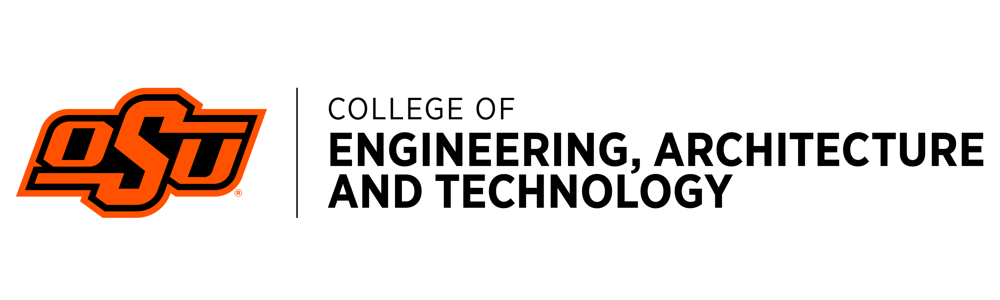 OSU®
COLLEGE OF
ENGINEERING, ARCHITECTURE
AND TECHNOLOGY